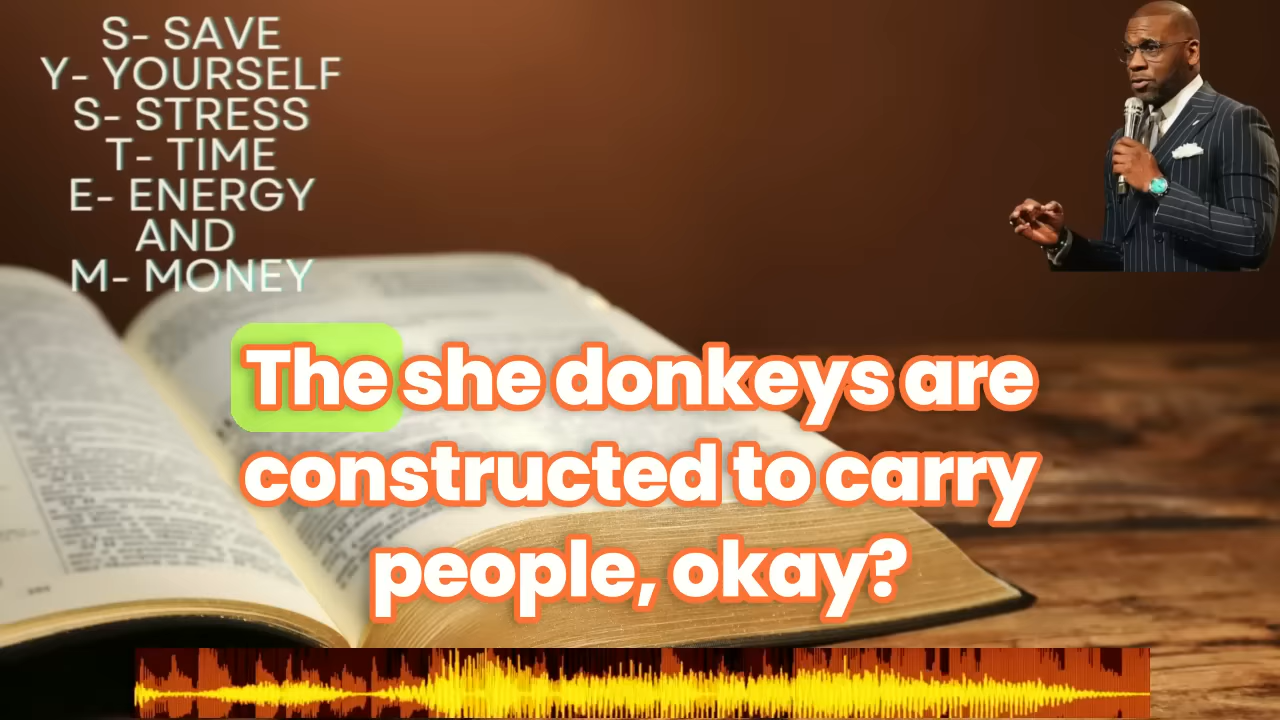 S- SAVE
Y- YOURSELF
S- STRESS
T- TIME
E- ENERGY
AND
M- MONEY
The she donkeys are
constructed to carry
people, okay?